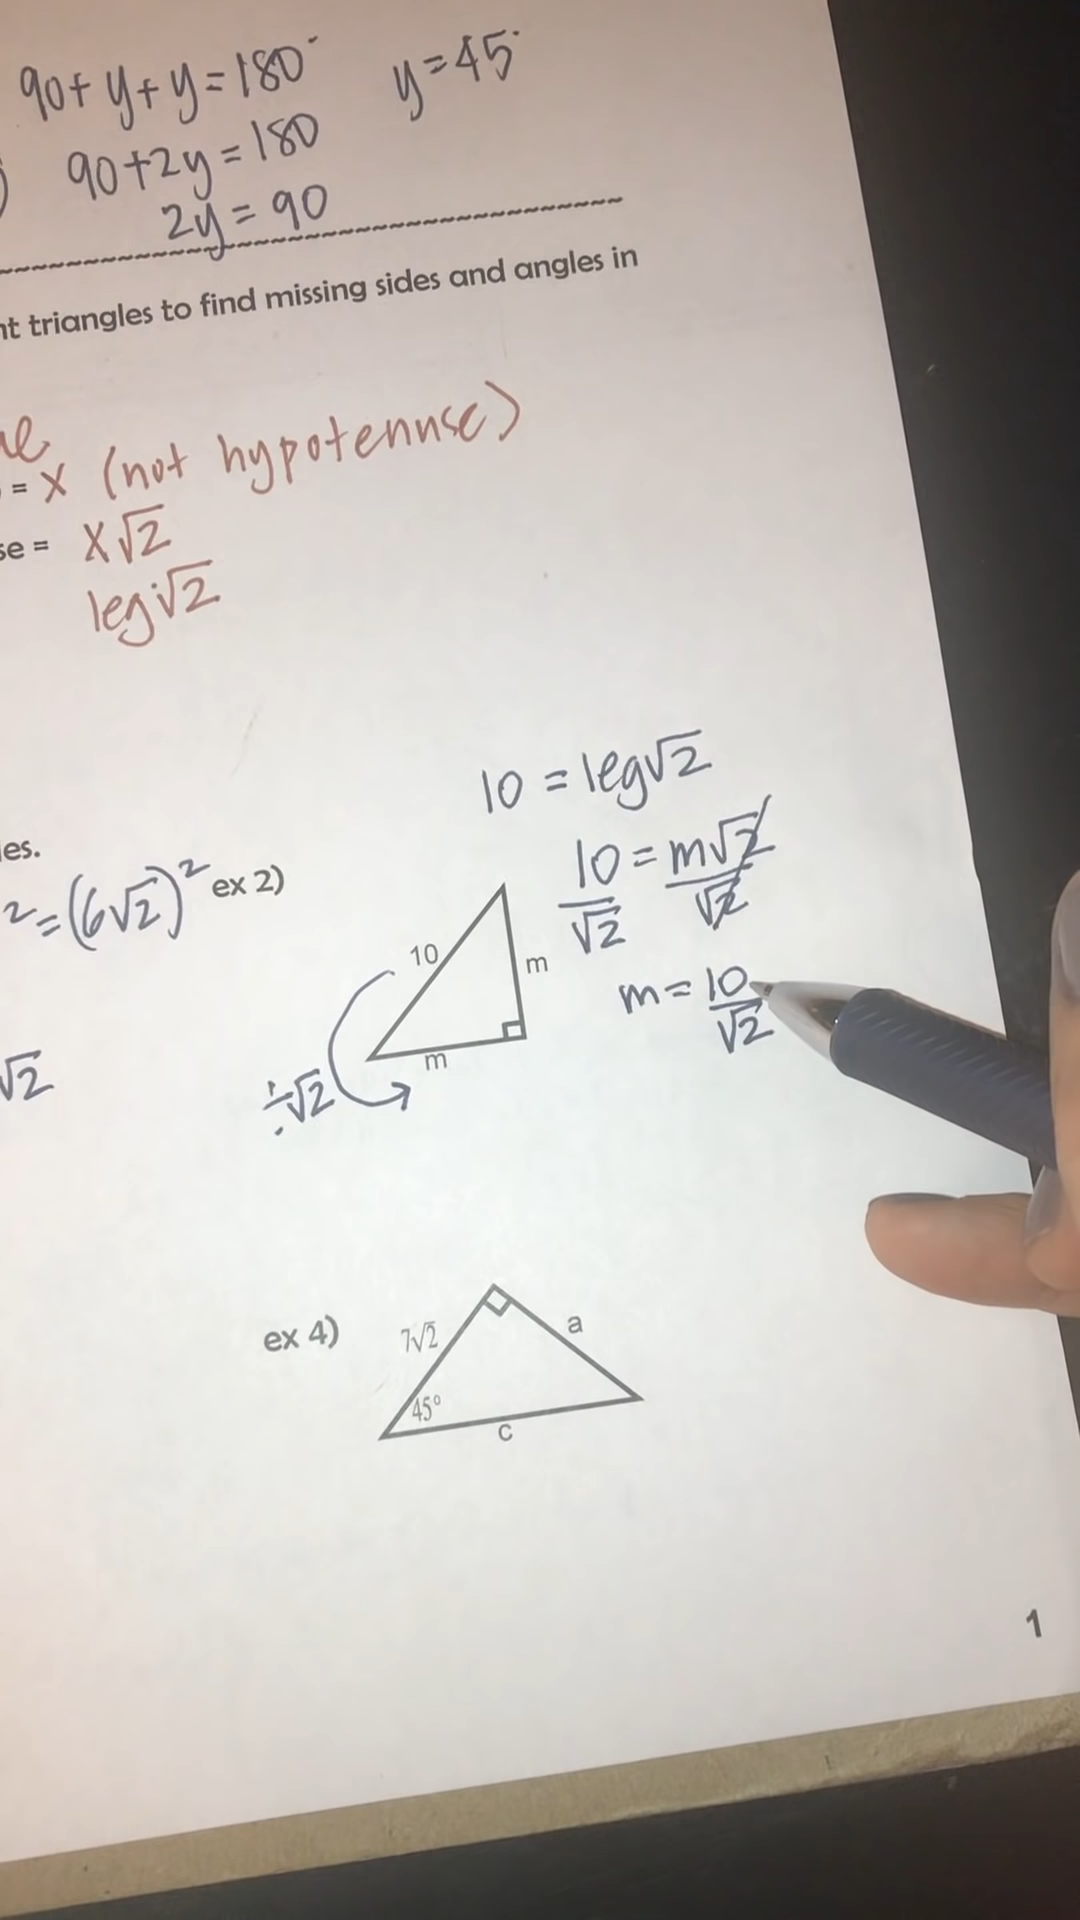 90+y+y=180°
y=45°
90+2y=180
2y=90
triangles to find missing sides and angles in
= x (not hypotenuse)
= x√2
leg·√2
10 = leg√2
²=(6√2)² ex 2)
10 = m√2
√2 √2
10
m
m
÷√2
m = 10
√2
√2
ex 4)
7√2
a
45°
c
1